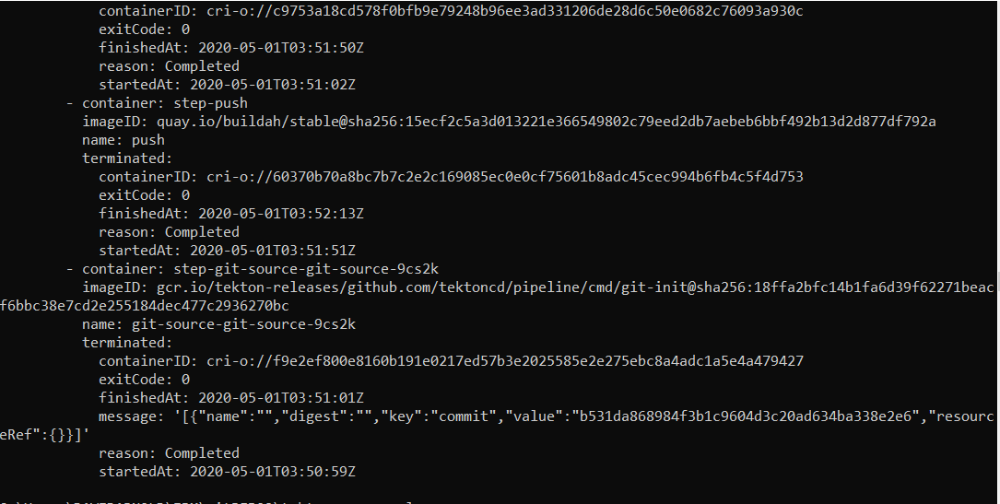 containerID: cri-o://c9753a18cd578f0bfb9e79248b96ee3ad331206de28d6c50e0682c76093a930c
exitCode: 0
finishedAt: 2020-05-01T03:51:50Z
reason: Completed
startedAt: 2020-05-01T03:51:02Z
- container: step-push
imageID: quay.io/buildah/stable@sha256:15ecf2c5a3d013221e366549802c79eed2db7aebeb6bbf492b13d2d877df792a
name: push
terminated:
containerID: cri-o://60370b70a8bc7b7c2e2c169085ec0e0cf75601b8adc45cec994b6fb4c5f4d753
exitCode: 0
finishedAt: 2020-05-01T03:52:13Z
reason: Completed
startedAt: 2020-05-01T03:51:51Z
- container: step-git-source-git-source-9cs2k
imageID: gcr.io/tekton-releases/github.com/tektoncd/pipeline/cmd/git-init@sha256:18ffa2bfc14b1fa6d39f62271beac
f6bbc38e7cd2e255184dec477c2936270bc
name: git-source-git-source-9cs2k
terminated:
containerID: cri-o://f9e2ef800e8160b191e0217ed57b3e2025585e2e275ebc8a4adc1a5e4a479427
exitCode: 0
finishedAt: 2020-05-01T03:51:01Z
message: '[{"name":"","digest":"","key":"commit","value":"b531da868984f3b1c9604d3c20ad634ba338e2e6","resourc
eRef":{}}]'
reason: Completed
startedAt: 2020-05-01T03:50:59Z